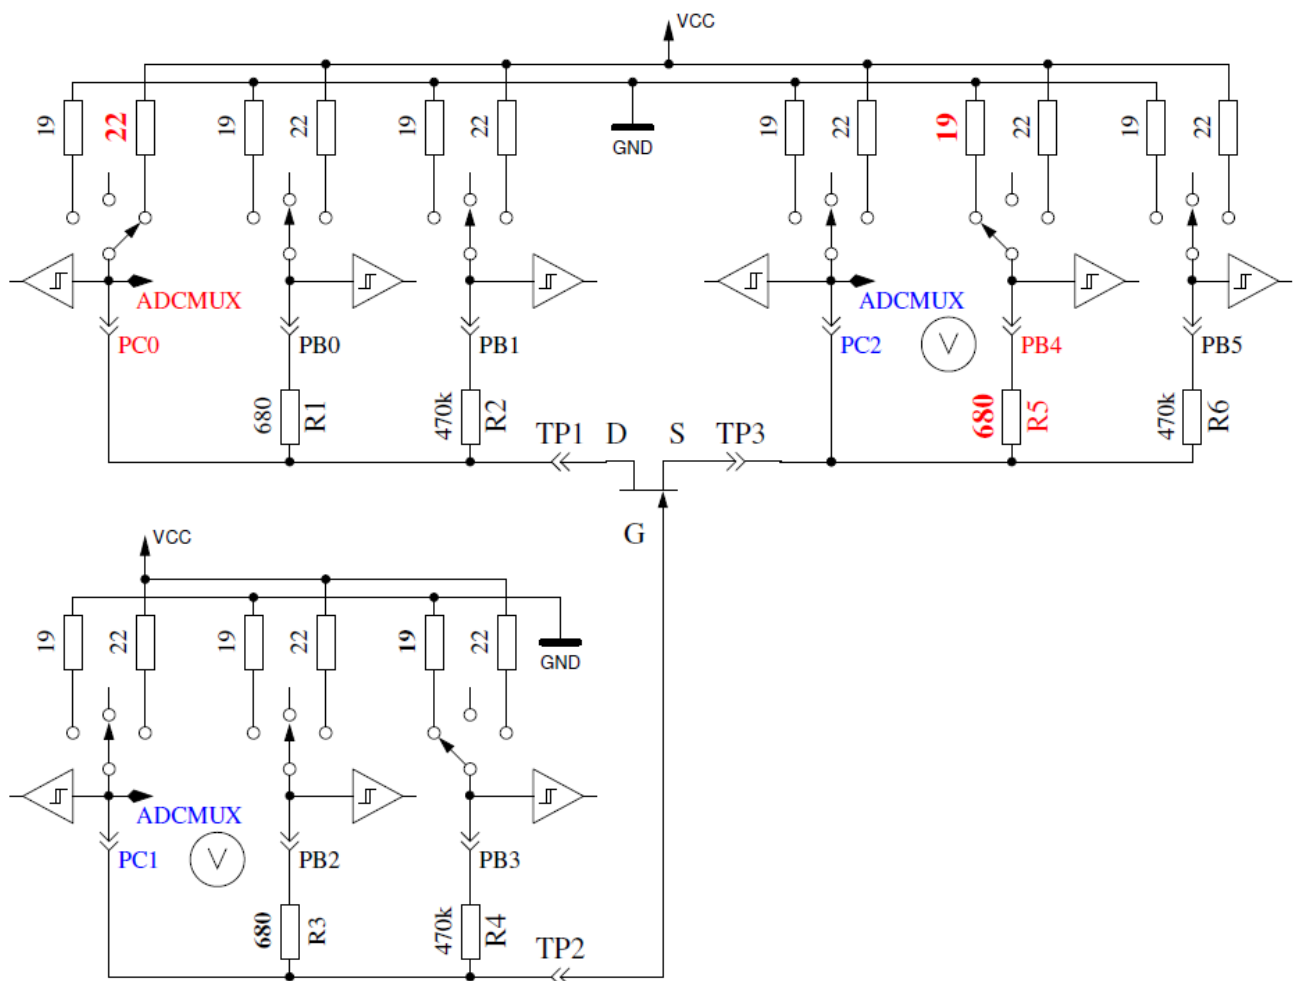 VCC
19
22
19
22
19
22
GND
19
22
19
22
19
22
ADCMUX
ADCMUX
PC0
PB0
PB1
PC2
V
PB4
PB5
680
R1
470k
R2
680
R5
470k
R6
TP1
D
S
TP3
G
VCC
19
22
19
22
19
22
GND
ADCMUX
PC1
V
PB2
PB3
680
R3
470k
R4
TP2